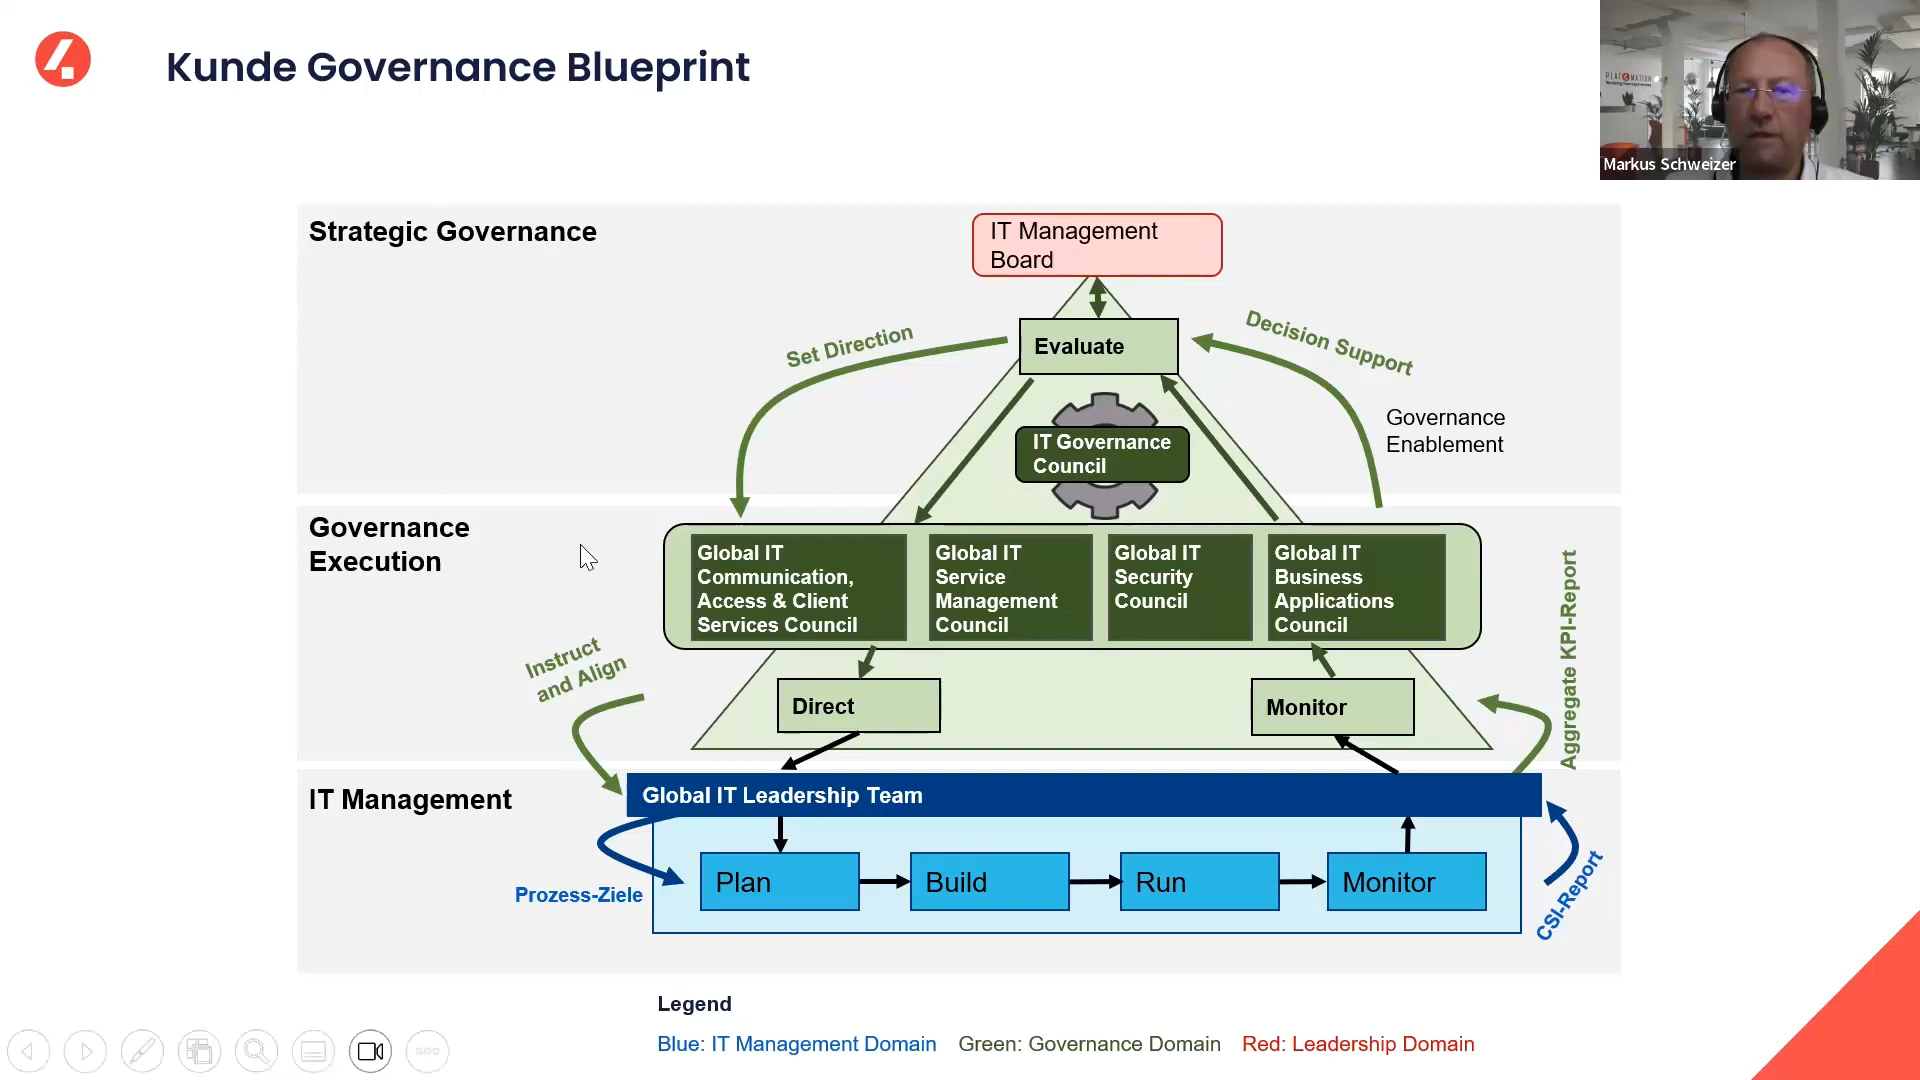 Kunde Governance Blueprint
PLAT4MATION
Markus Schweizer
Strategic Governance
IT Management
Board
Set Direction
Evaluate
Decision Support
Governance
Enablement
IT Governance
Council
Governance
Execution
Global IT
Communication,
Access & Client
Services Council
Global IT
Service
Management
Council
Global IT
Security
Council
Global IT
Business
Applications
Council
Instruct
and Align
Aggregate KPI-Report
Direct
Monitor
IT Management
Global IT Leadership Team
Plan
Build
Run
Monitor
Prozess-Ziele
CSI-Report
Legend
Blue: IT Management Domain
Green: Governance Domain
Red: Leadership Domain